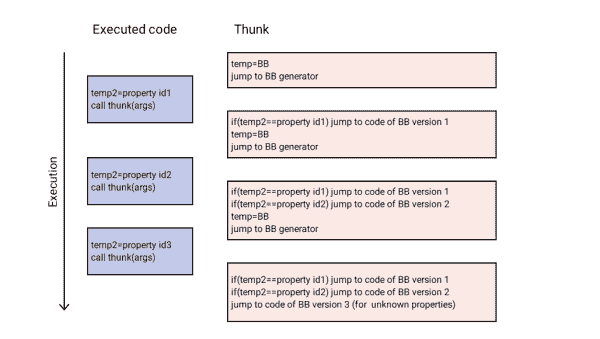 Executed code
Thunk
temp=BB
jump to BB generator
temp2=property id1
call thunk(args)
if(temp2==property id1) jump to code of BB version 1
temp=BB
jump to BB generator
temp2=property id2
call thunk(args)
if(temp2==property id1) jump to code of BB version 1
if(temp2==property id2) jump to code of BB version 2
temp=BB
jump to BB generator
temp2=property id3
call thunk(args)
if(temp2==property id1) jump to code of BB version 1
if(temp2==property id2) jump to code of BB version 2
jump to code of BB version 3 (for unknown properties)
Execution